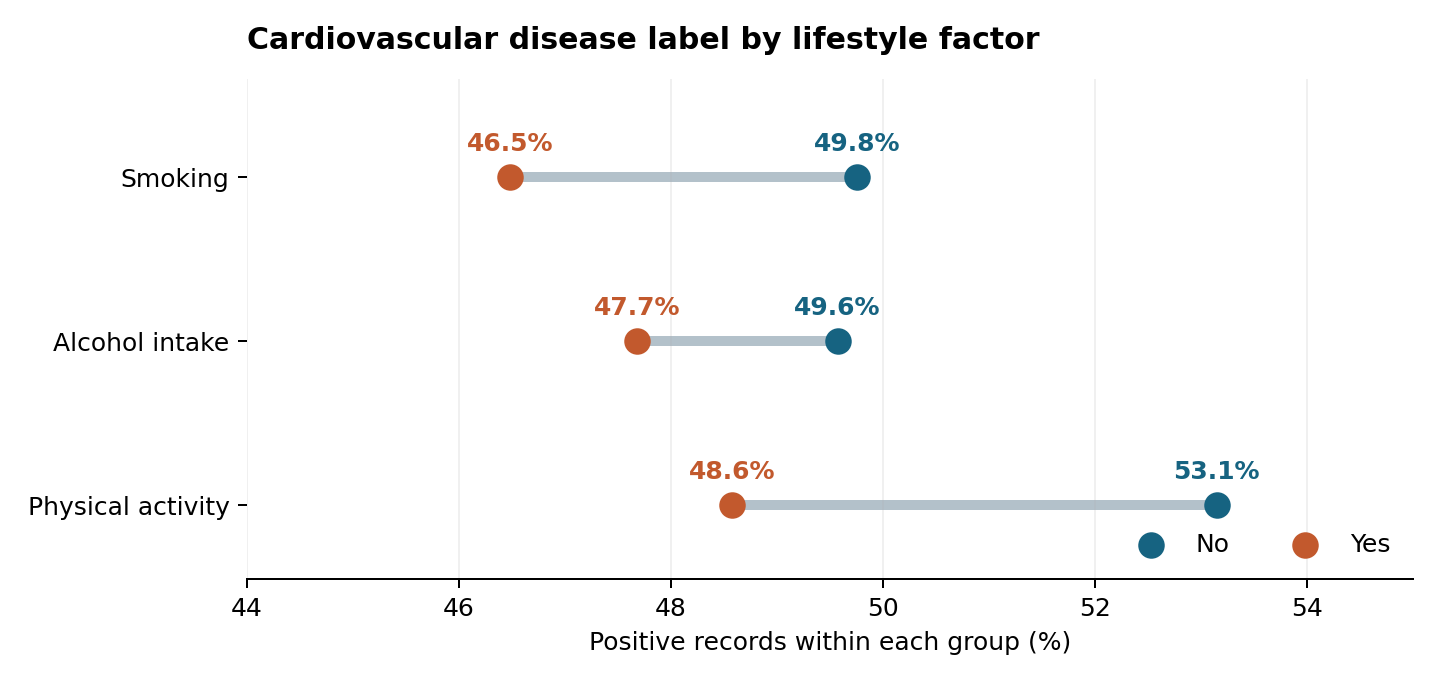 Cardiovascular disease label by lifestyle factor
46.5% 49.8%
Smoking
47.7% 49.6%
Alcohol intake
48.6% 53.1%
Physical activity
No Yes
44 46 48 50 52 54
Positive records within each group (%)